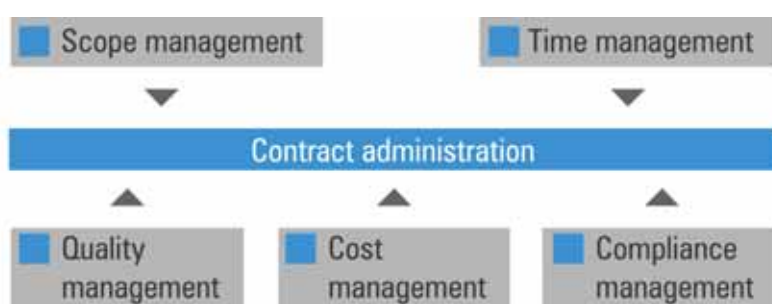 Scope management
Time management
Contract administration
Quality
management
Cost
management
Compliance
management